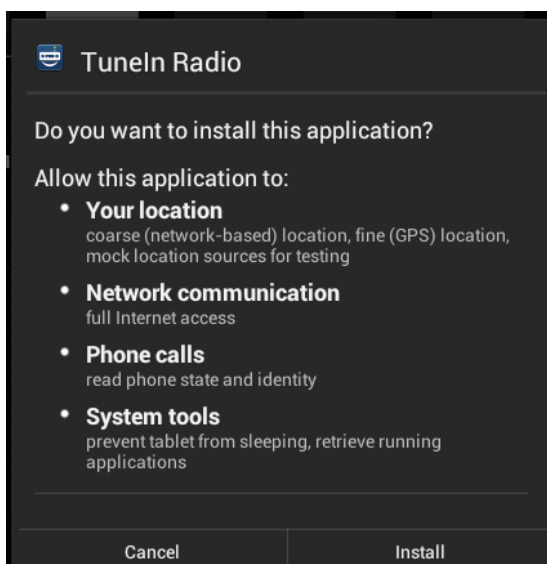 TuneIn Radio
Do you want to install this application?
Allow this application to:
• Your location
coarse (network-based) location, fine (GPS) location,
mock location sources for testing
• Network communication
full Internet access
• Phone calls
read phone state and identity
• System tools
prevent tablet from sleeping, retrieve running
applications
Cancel
Install